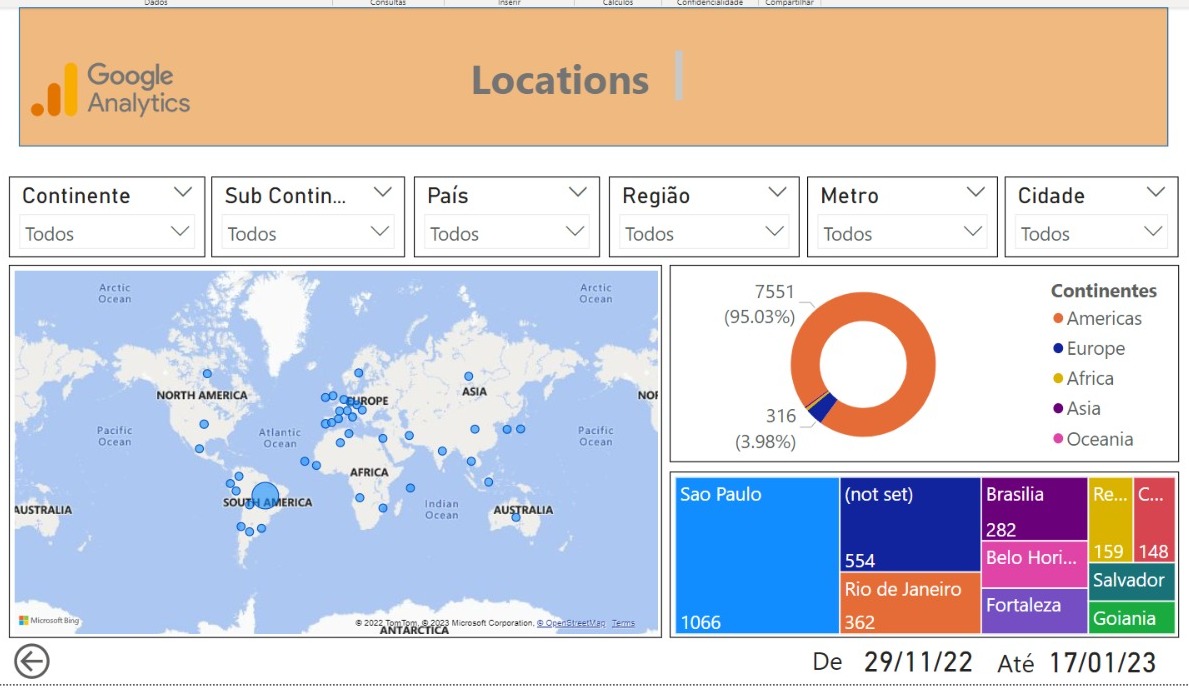 Dados Consultas Inserir Cálculos Confidencialidade Compartilhar
Google
Analytics
Locations
Continente
Sub Contin...
País
Região
Metro
Cidade
Todos
Todos
Todos
Todos
Todos
Todos
Arctic
Ocean
Arctic
Ocean
NORTH AMERICA
EUROPE
ASIA
NOR
Pacific
Ocean
Atlantic
Ocean
Pacific
Ocean
AFRICA
SOUTH AMERICA
Indian
Ocean
AUSTRALIA
AUSTRALIA
Microsoft Bing
© 2022 TomTom, © 2023 Microsoft Corporation, © OpenStreetMap Terms
ANTARCTICA
7551
(95.03%)
316
(3.98%)
Continentes
Americas
Europe
Africa
Asia
Oceania
Sao Paulo
1066
(not set)
554
Rio de Janeiro
362
Brasilia
282
Belo Hori...
Fortaleza
Re...
159
C...
148
Salvador
Goiania
De 29/11/22 Até 17/01/23